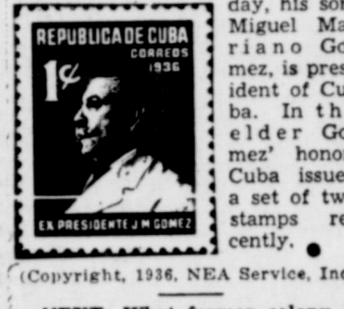 REPUBLICA DE CUBA
CORREOS
1936
1¢
EX PRESIDENTE J M GOMEZ
day, his so
Miguel Ma
riano Go
mez, is pres
ident of Cu
ba. In th
elder Go
mez' honor
Cuba issue
a set of tw
stamps re
cently.
(Copyright, 1936, NEA Service, Inc